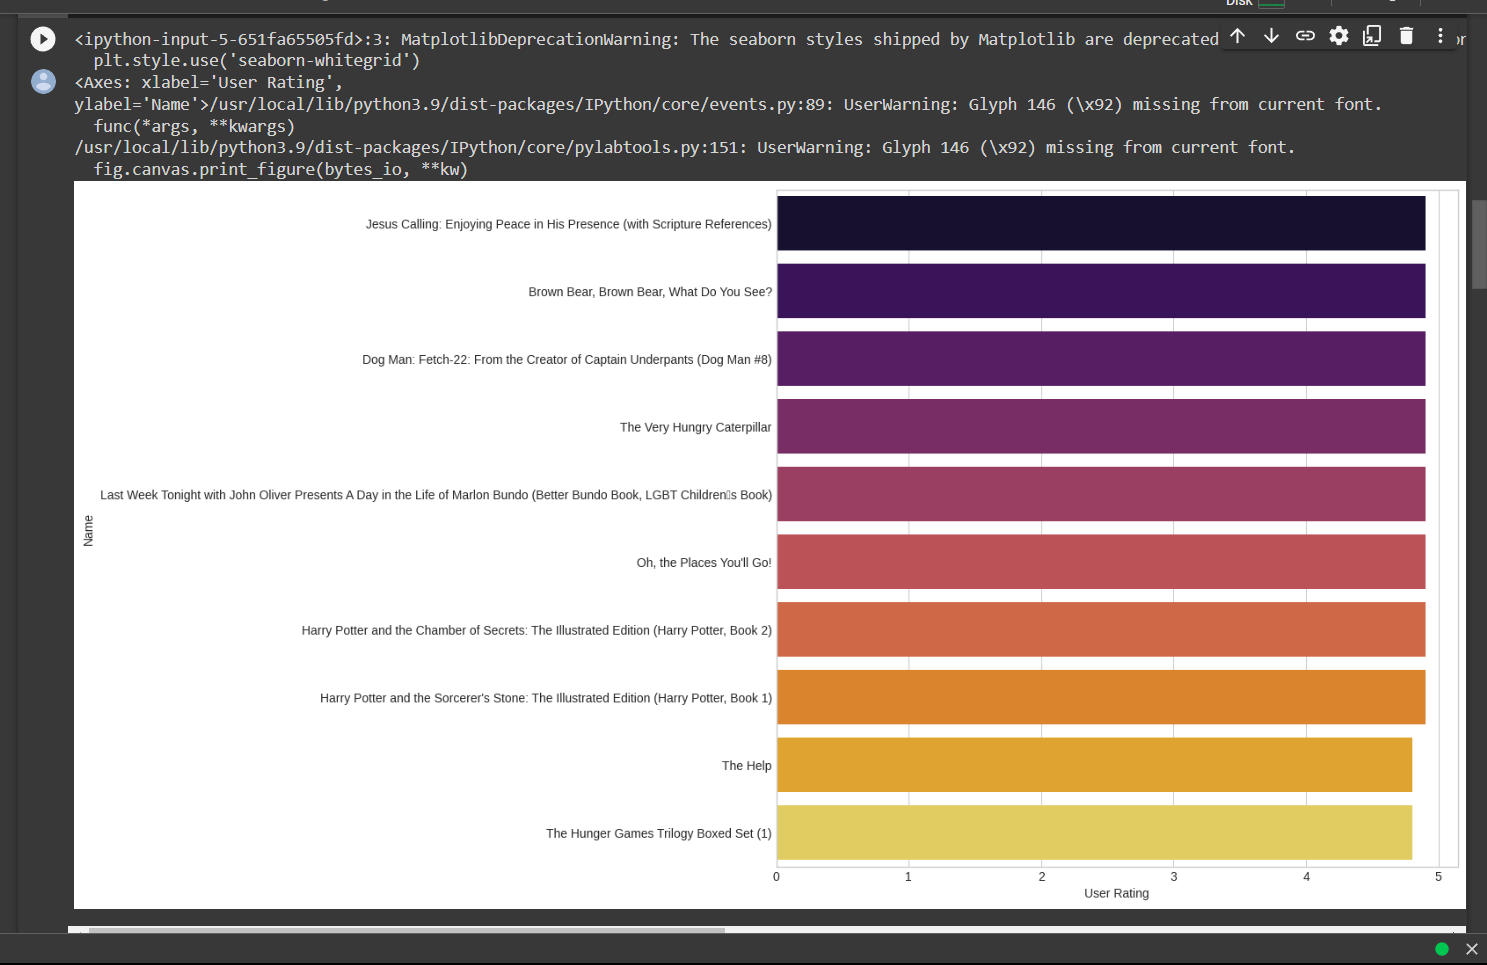 Disk
<ipython-input-5-651fa65505fd>:3: MatplotlibDeprecationWarning: The seaborn styles shipped by Matplotlib are deprecated
plt.style.use('seaborn-whitegrid')
<Axes: xlabel='User Rating',
ylabel='Name'>/usr/local/lib/python3.9/dist-packages/IPython/core/events.py:89: UserWarning: Glyph 146 (\x92) missing from current font.
func(*args, **kwargs)
/usr/local/lib/python3.9/dist-packages/IPython/core/pylabtools.py:151: UserWarning: Glyph 146 (\x92) missing from current font.
fig.canvas.print_figure(bytes_io, **kw)
Jesus Calling: Enjoying Peace in His Presence (with Scripture References)
Brown Bear, Brown Bear, What Do You See?
Dog Man: Fetch-22: From the Creator of Captain Underpants (Dog Man #8)
The Very Hungry Caterpillar
Last Week Tonight with John Oliver Presents A Day in the Life of Marlon Bundo (Better Bundo Book, LGBT Children▯s Book)
Name
Oh, the Places You'll Go!
Harry Potter and the Chamber of Secrets: The Illustrated Edition (Harry Potter, Book 2)
Harry Potter and the Sorcerer's Stone: The Illustrated Edition (Harry Potter, Book 1)
The Help
The Hunger Games Trilogy Boxed Set (1)
0 1 2 3 4 5
User Rating